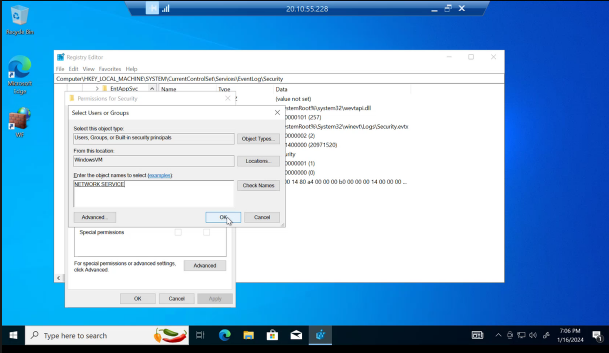 20.10.55.228
Recycle Bin
Microsoft
Edge
Registry Editor
File Edit View Favorites Help
Computer\HKEY_LOCAL_MACHINE\SYSTEM\CurrentControlSet\Services\EventLog\Security
ErrAppSvc
Name Type Data
Permissions for Security
(value not set)
Select Users or Groups
ystemRoot%\system32\wevtapi.dll
Select this object type:
0000101 (257)
Users, Groups, or Built-in security principals
Object Types...
ystemRoot%\System32\winevt\Logs\Security.evtx
0000002 (2)
From this location:
1400000 (20971520)
WindowsVM
Locations...
urity
0000001 (1)
Enter the object names to select (examples):
0000000 (0)
NETWORK SERVICE
Check Names
00 14 80 a4 00 00 00 b0 00 00 00 14 00 00 00 ...
Advanced...
OK
Cancel
Special permissions
For special permissions or advanced settings,
click Advanced.
Advanced
OK
Cancel
Apply
Type here to search
7:06 PM
1/16/2024